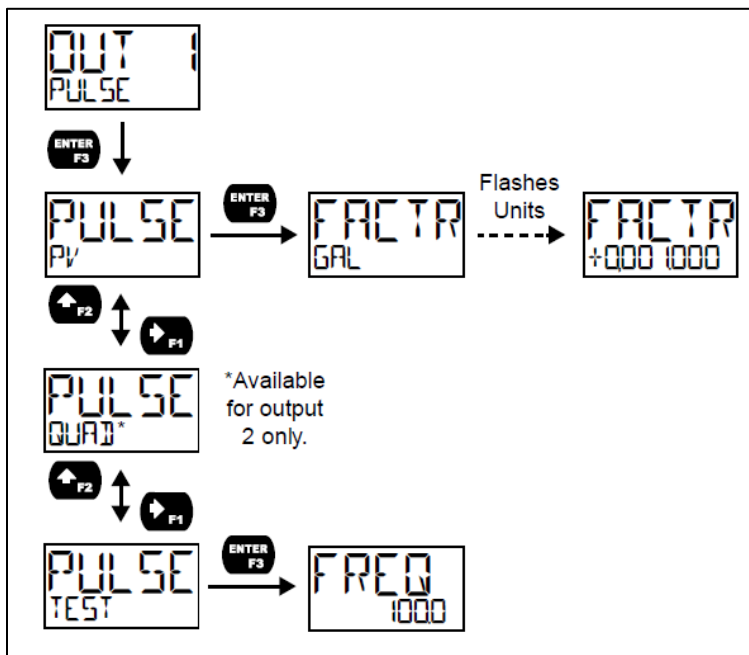 OUT 1
PULSE
ENTER
F3
PULSE
PV
ENTER
F3
FACTR
GAL
Flashes
Units
FACTR
÷0,001.000
F2
F1
PULSE
QUAD*
*Available
for output
2 only.
F2
F1
PULSE
TEST
ENTER
F3
FREQ
100.0